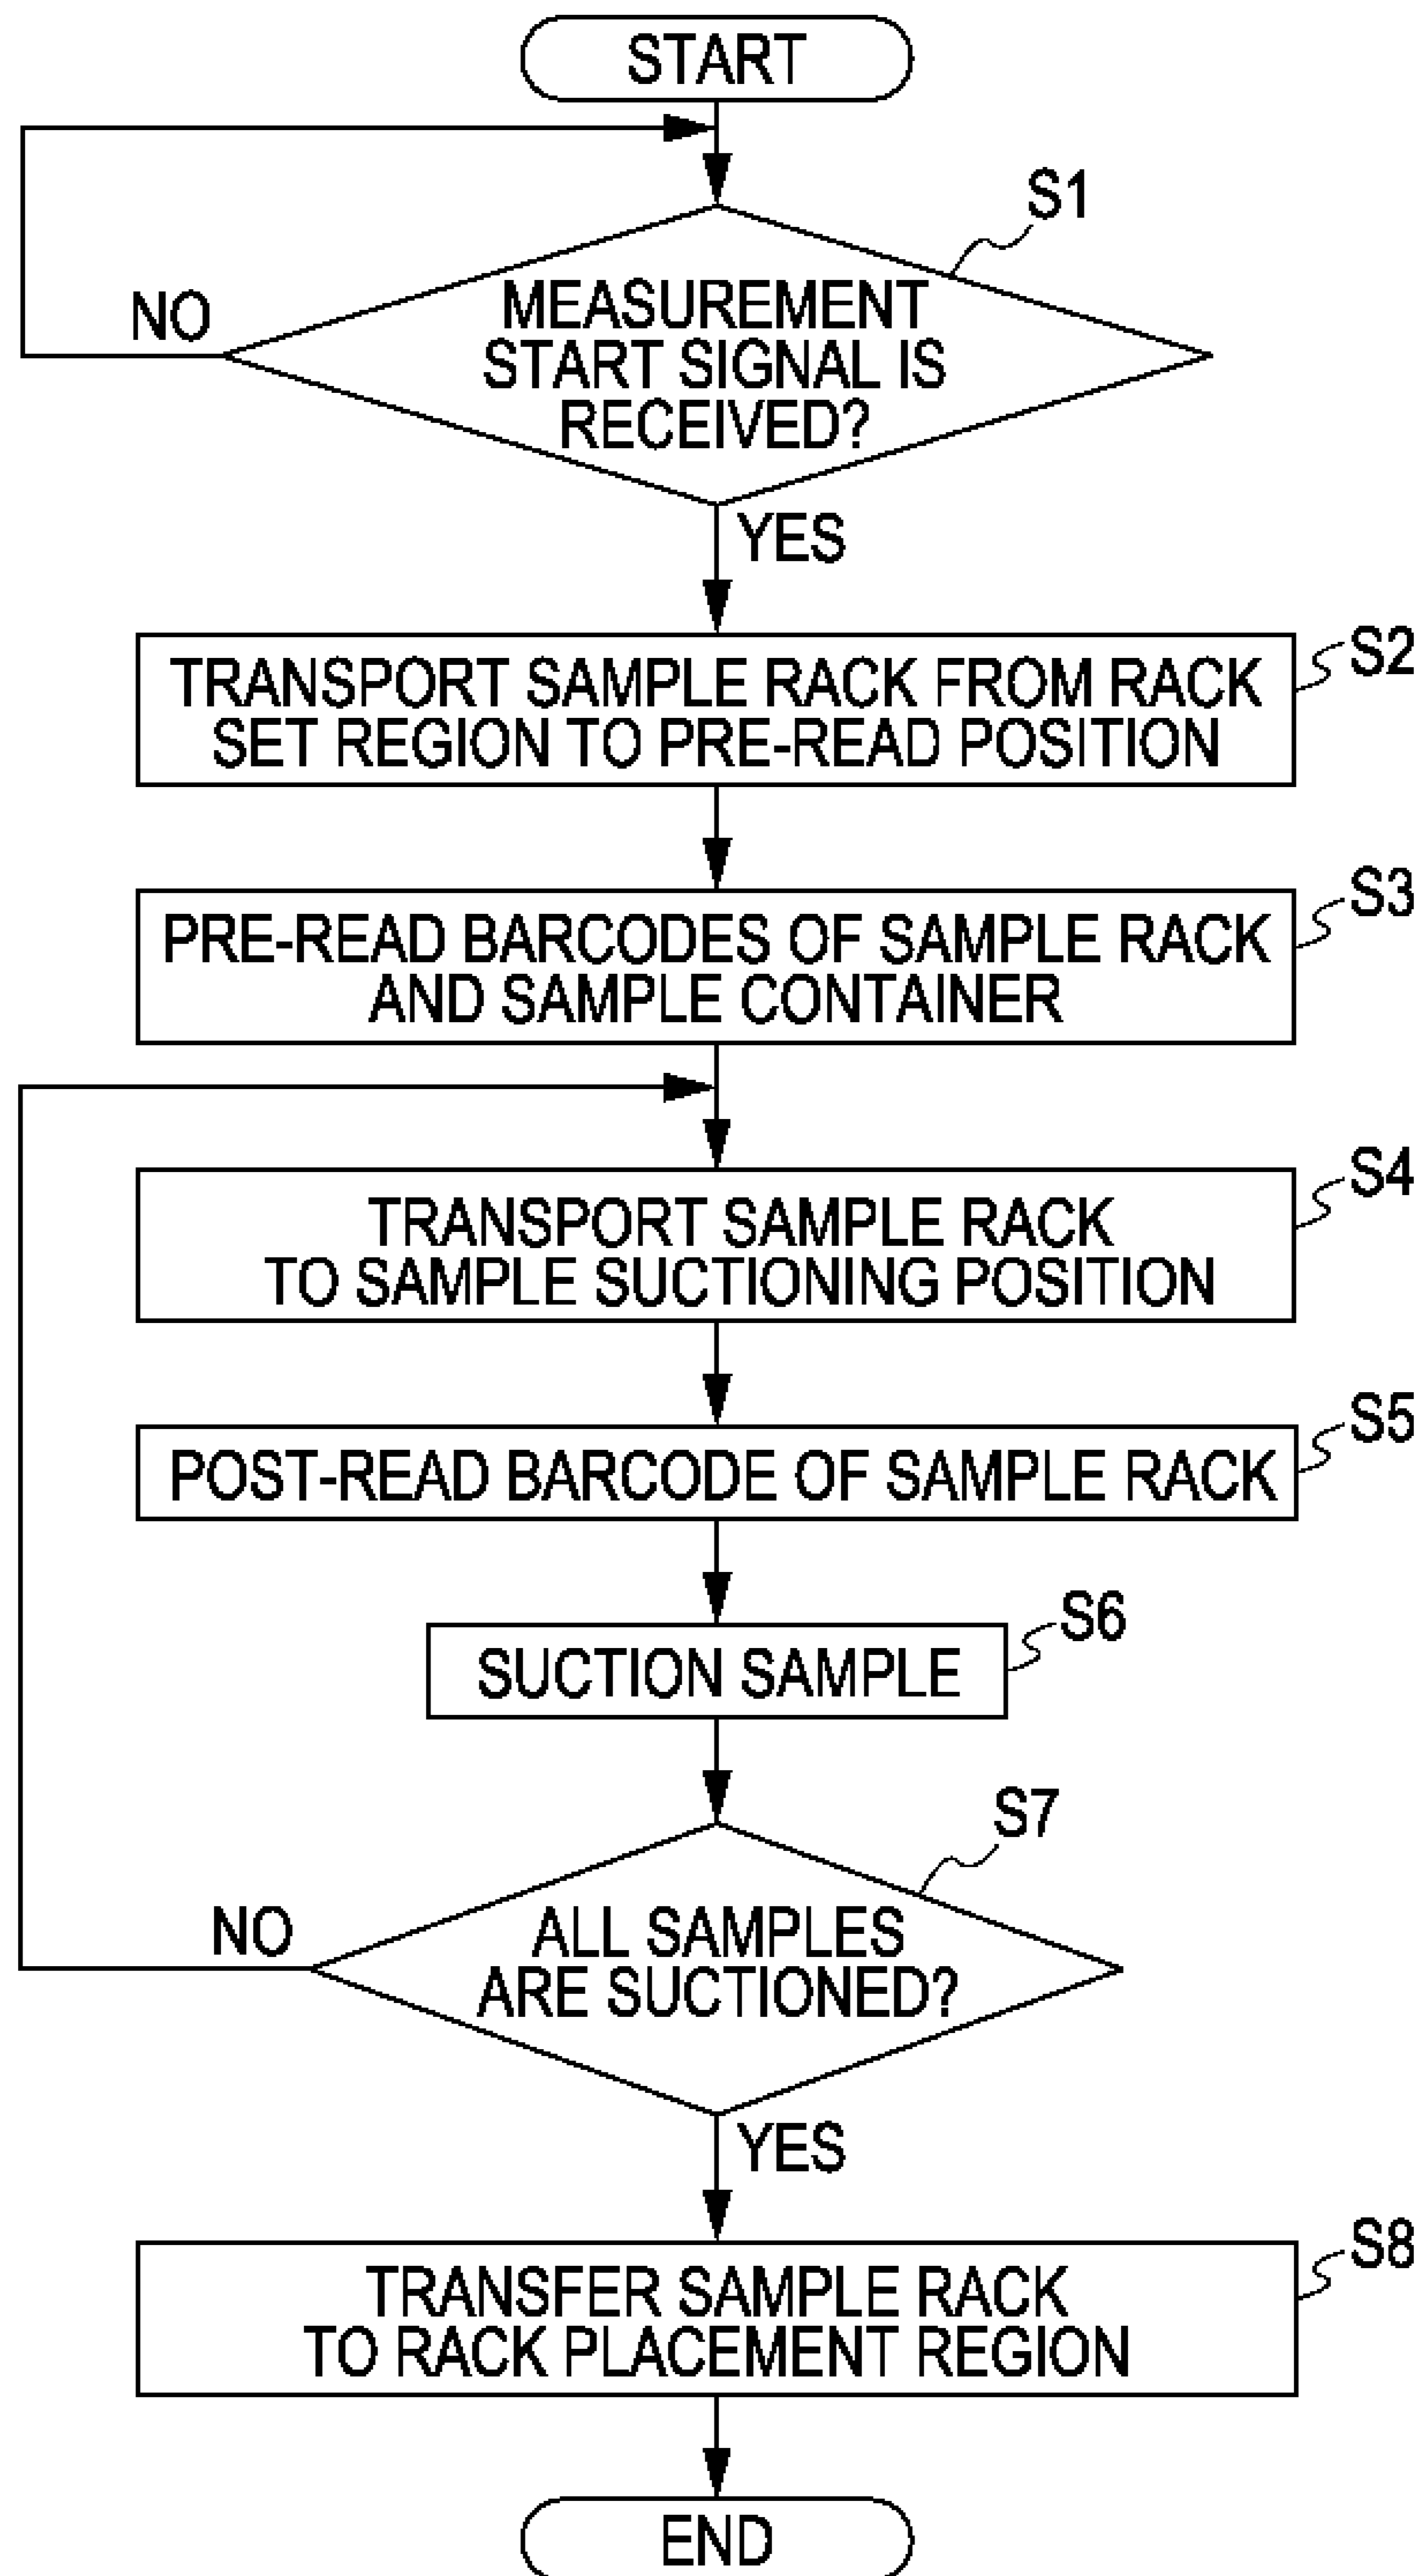 START
S1
NO
MEASUREMENT
START SIGNAL IS
RECEIVED?
YES
S2
TRANSPORT SAMPLE RACK FROM RACK
SET REGION TO PRE-READ POSITION
S3
PRE-READ BARCODES OF SAMPLE RACK
AND SAMPLE CONTAINER
S4
TRANSPORT SAMPLE RACK
TO SAMPLE SUCTIONING POSITION
S5
POST-READ BARCODE OF SAMPLE RACK
S6
SUCTION SAMPLE
S7
NO
ALL SAMPLES
ARE SUCTIONED?
YES
S8
TRANSFER SAMPLE RACK
TO RACK PLACEMENT REGION
END